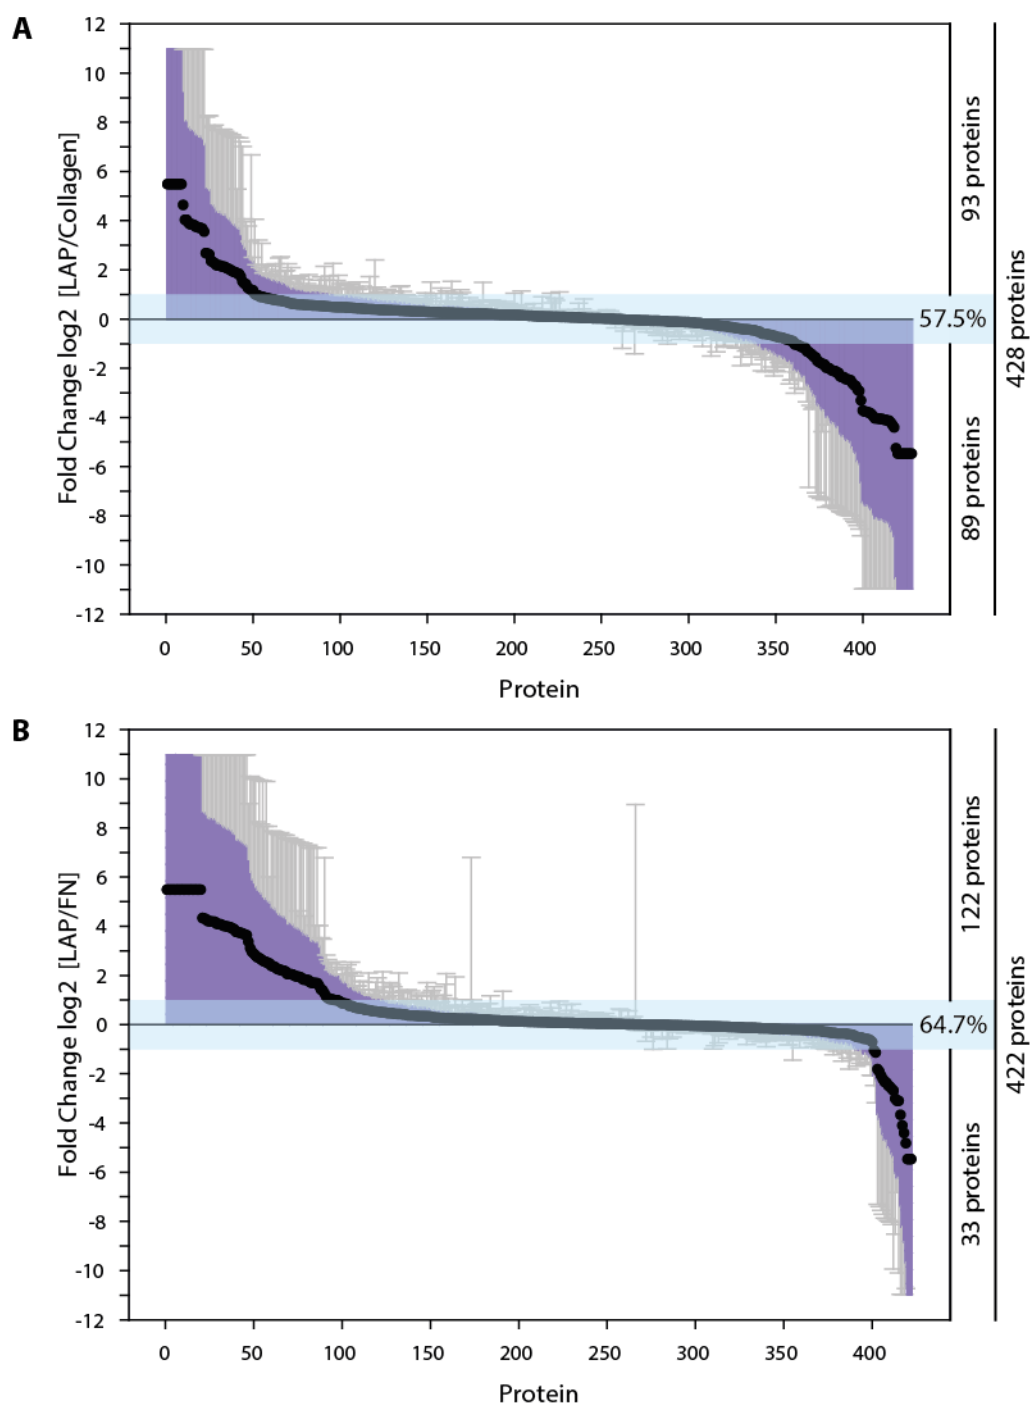 A
12
10
8
6
4
2
0
-2
-4
-6
-8
-10
-12
Fold Change log2 [LAP/Collagen]
0 50 100 150 200 250 300 350 400
Protein
93 proteins
57.5%
89 proteins
428 proteins
B
12
10
8
6
4
2
0
-2
-4
-6
-8
-10
-12
Fold Change log2 [LAP/FN]
0 50 100 150 200 250 300 350 400
Protein
122 proteins
64.7%
33 proteins
422 proteins